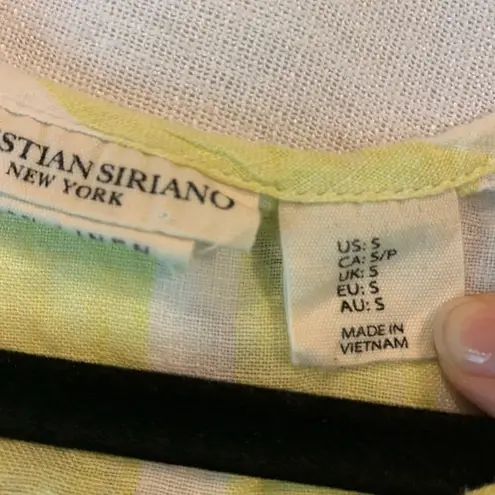 STIAN SIRIANO
NEW YORK
US: S
CA: S/P
UK: S
EU: S
AU: S
MADE IN
VIETNAM